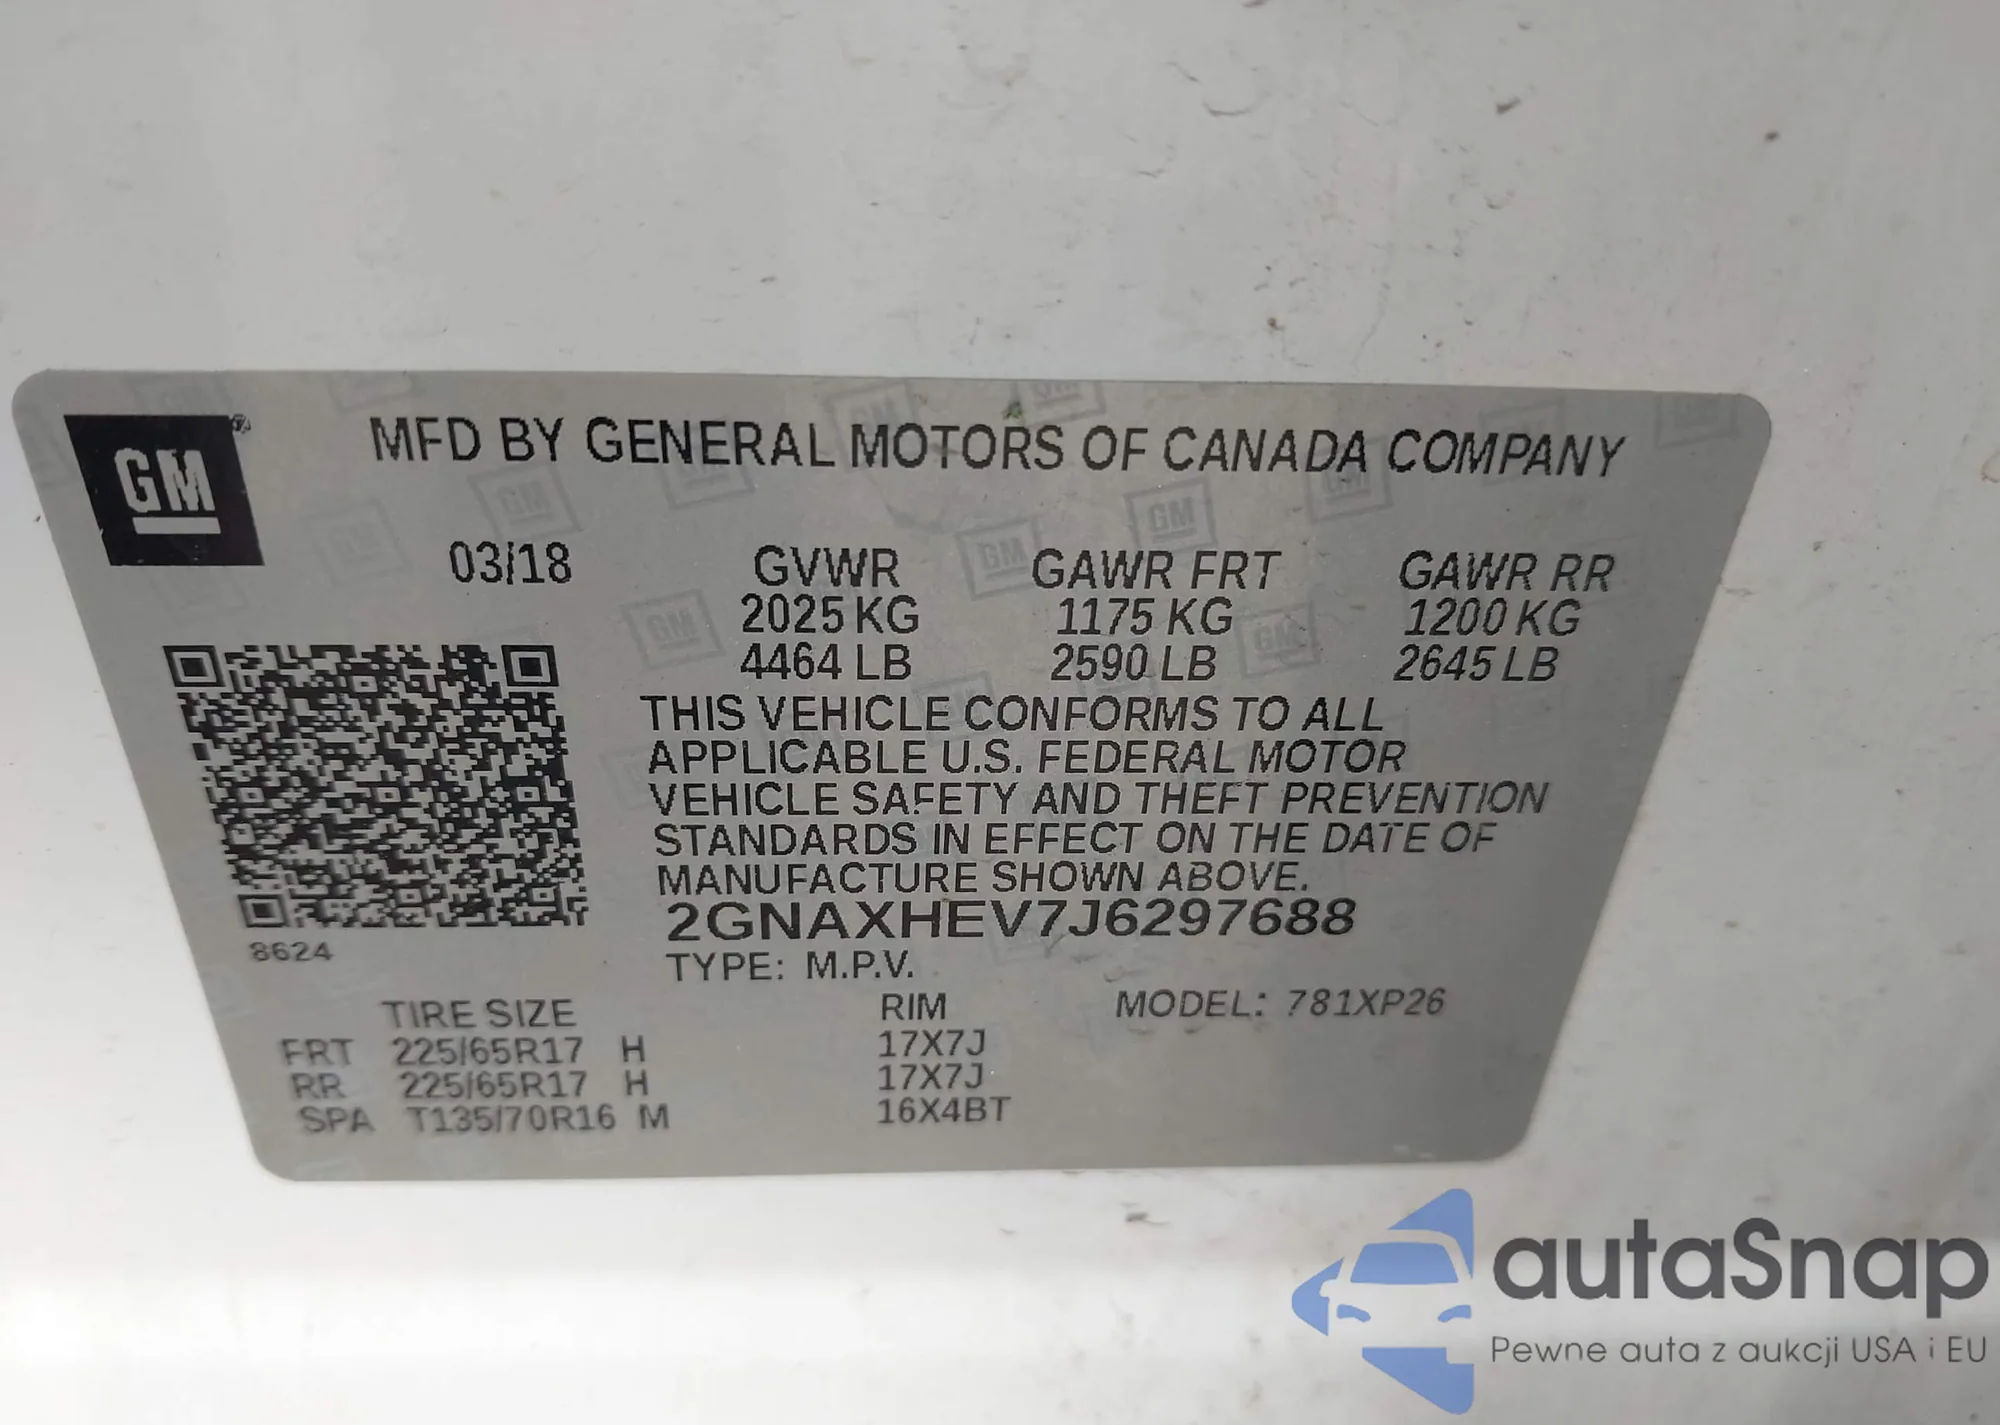 GM
MFD BY GENERAL MOTORS OF CANADA COMPANY
03/18 GVWR GAWR FRT GAWR RR
2025 KG 1175 KG 1200 KG
4464 LB 2590 LB 2645 LB
THIS VEHICLE CONFORMS TO ALL
APPLICABLE U.S. FEDERAL MOTOR
VEHICLE SAFETY AND THEFT PREVENTION
STANDARDS IN EFFECT ON THE DATE OF
MANUFACTURE SHOWN ABOVE.
2GNAXHEV7J6297688
8624
TYPE: M.P.V.
TIRE SIZE RIM MODEL: 781XP26
FRT 225/65R17 H 17X7J
RR 225/65R17 H 17X7J
SPA T135/70R16 M 16X4BT
autaSnap
Pewne auta z aukcji USA i EU